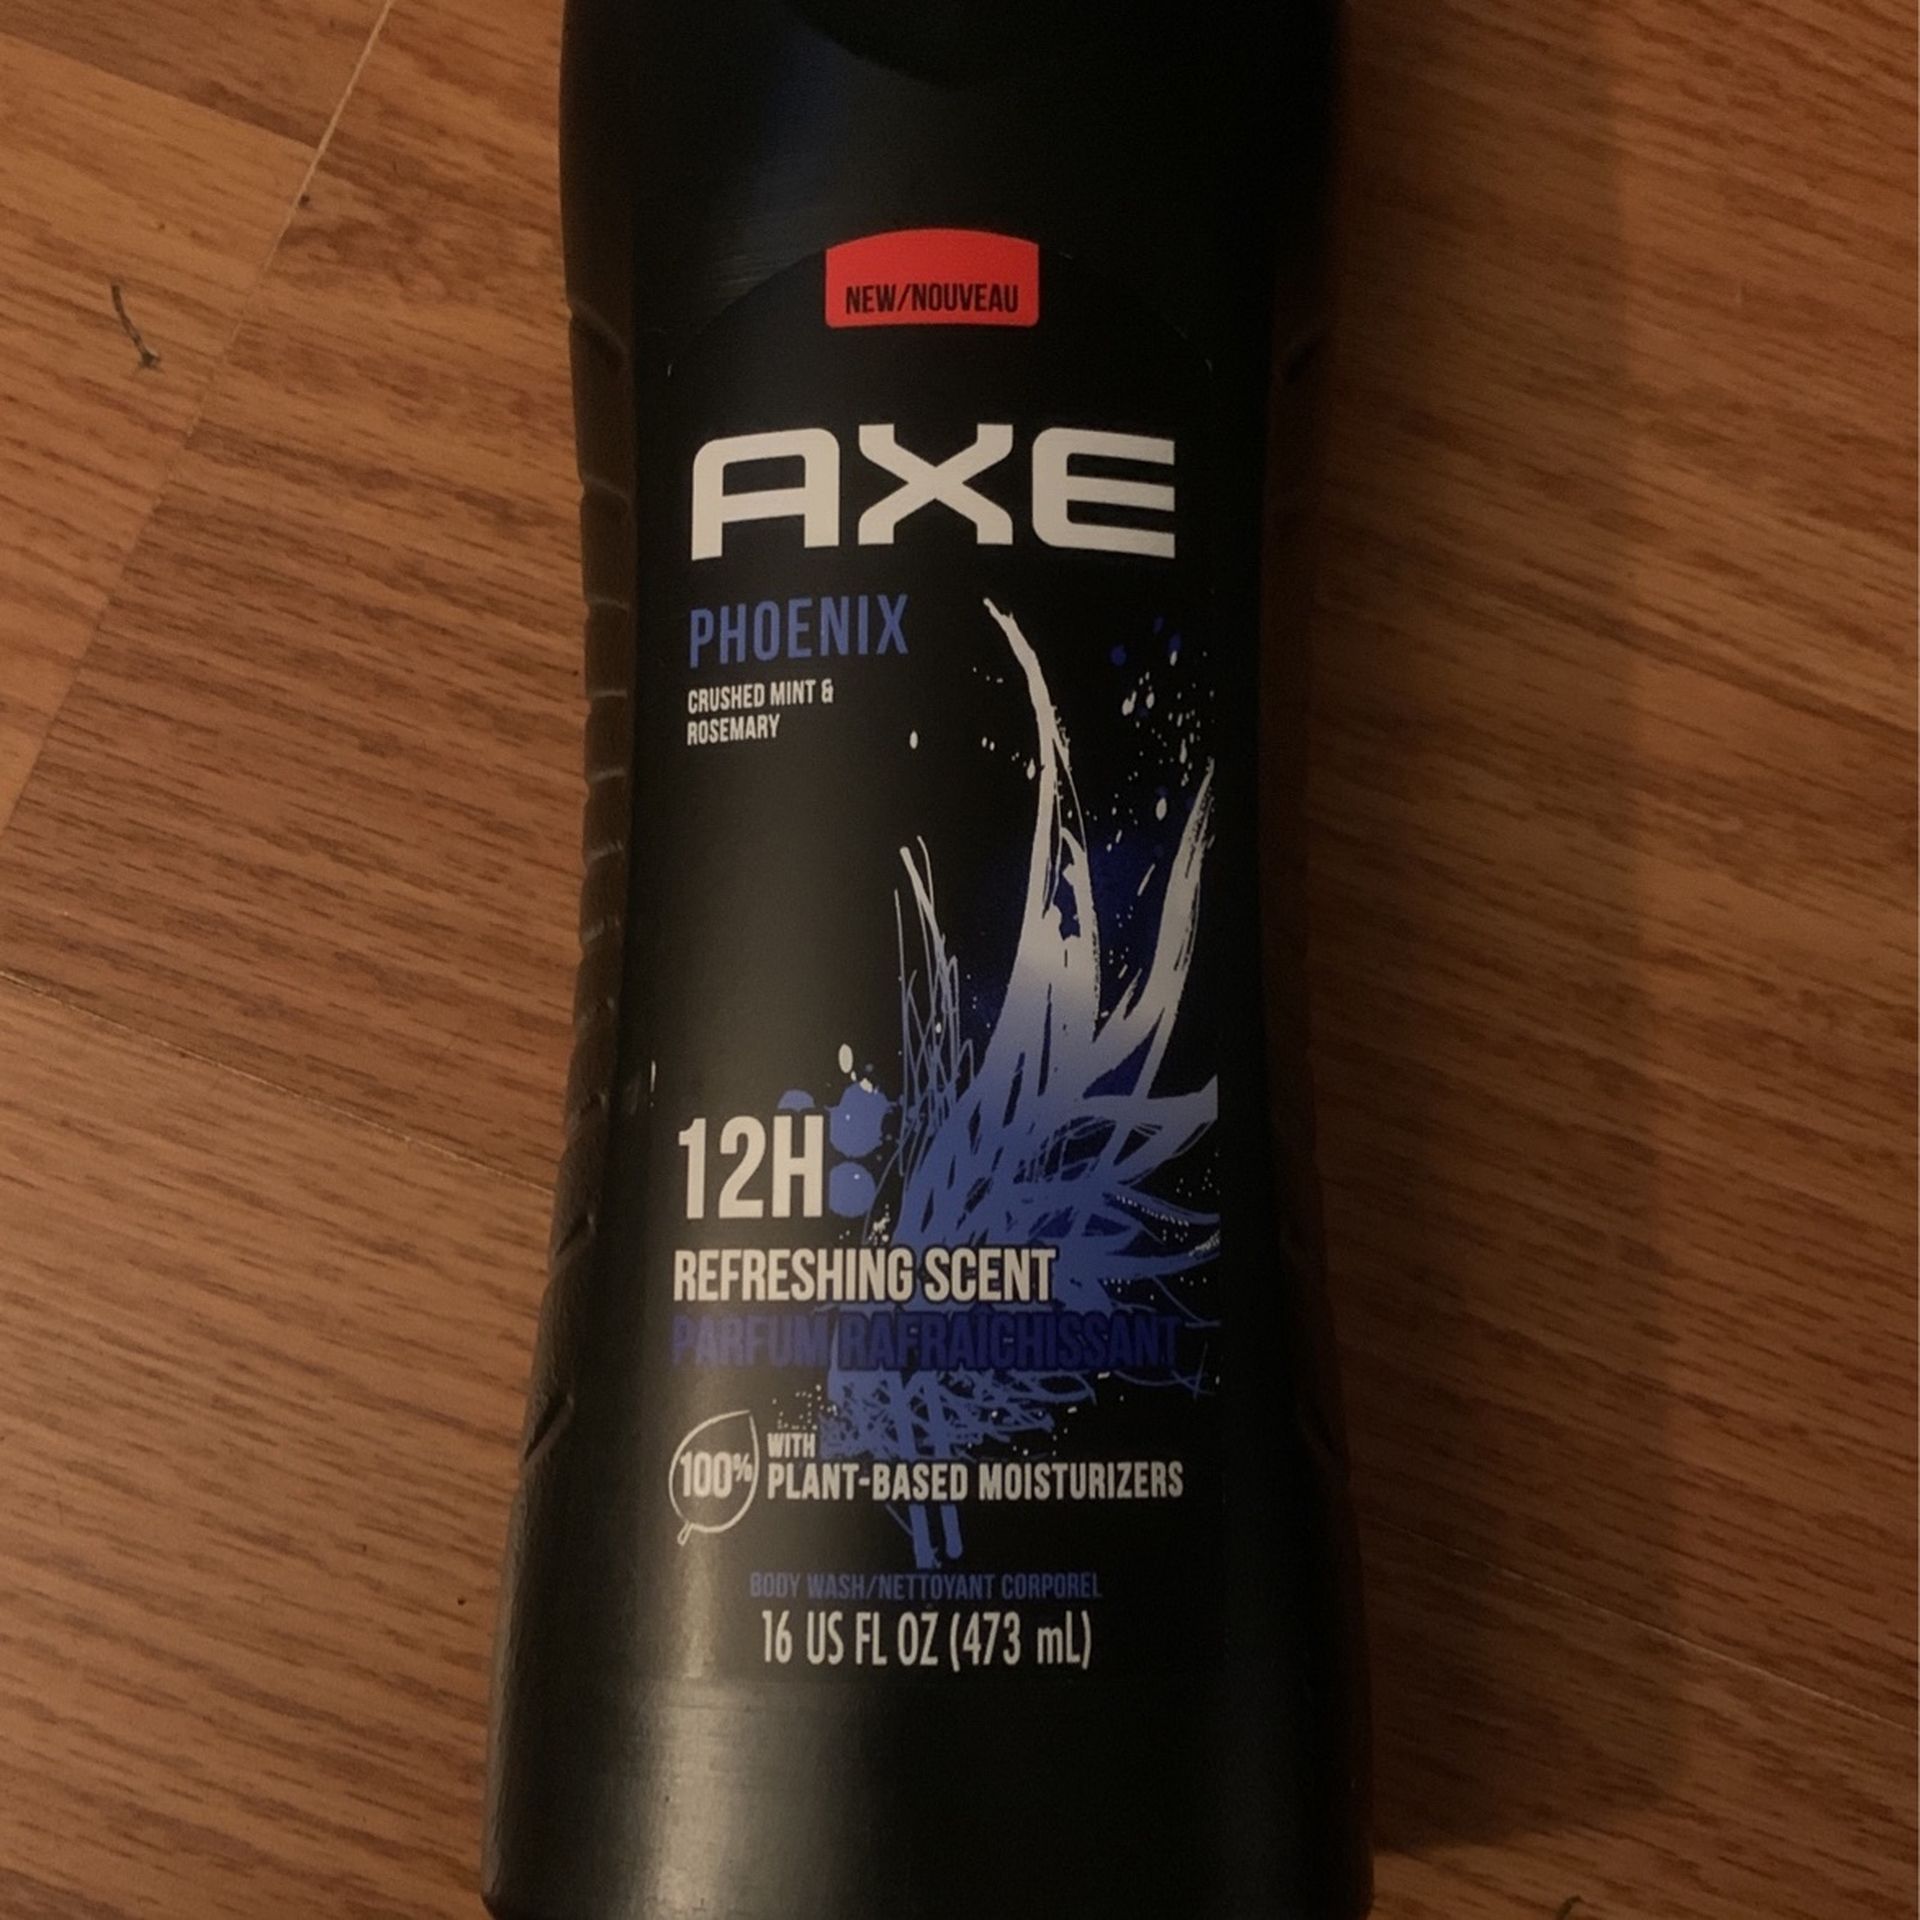 NEW/NOUVEAU
AXE
PHOENIX
CRUSHED MINT &
ROSEMARY
12H
REFRESHING SCENT
PARFUM RAFRAÎCHISSANT
100% WITH
PLANT-BASED MOISTURIZERS
BODY WASH/NETTOYANT CORPOREL
16 US FL OZ (473 mL)